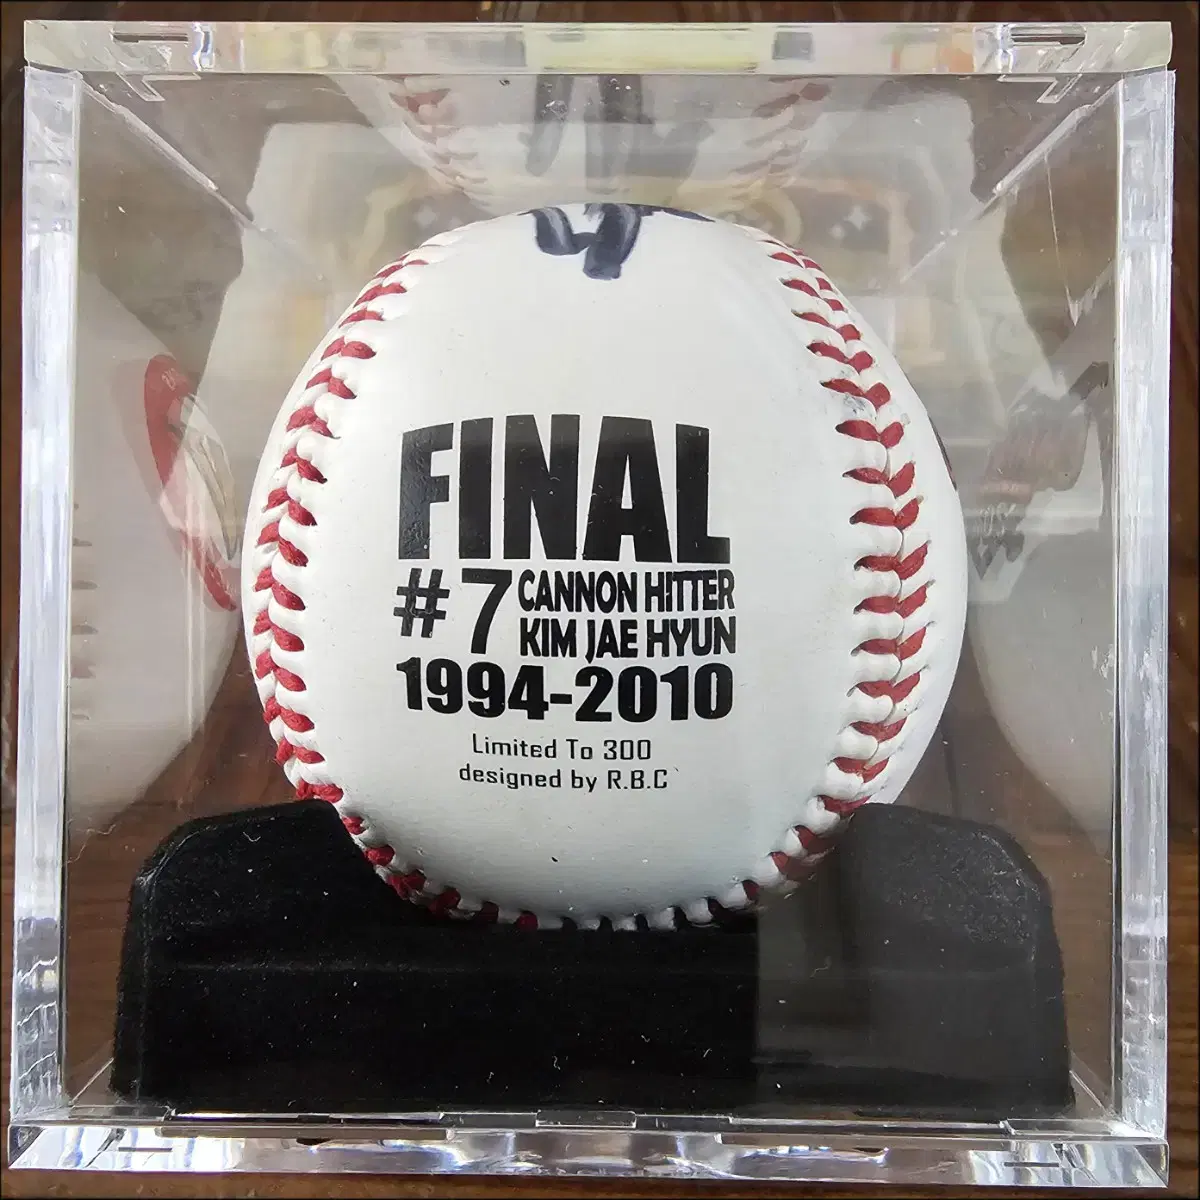 FINAL
#7 CANNON HITTER
KIM JAE HYUN
1994-2010
Limited To 300
designed by R.B.C